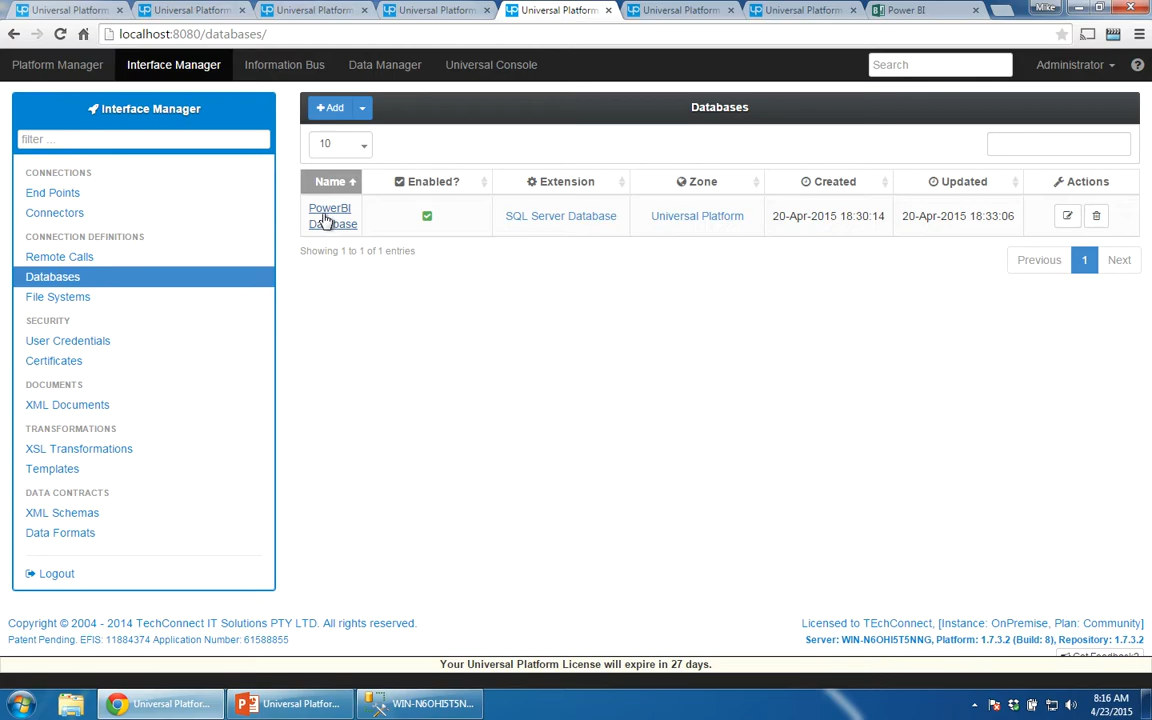 Universal Platform
Universal Platform
Universal Platform
Universal Platform
Universal Platform
Universal Platform
Universal Platform
Power BI
Mike
localhost:8080/databases/
Platform Manager
Interface Manager
Information Bus
Data Manager
Universal Console
Search
Administrator
Interface Manager
filter ...
CONNECTIONS
End Points
Connectors
CONNECTION DEFINITIONS
Remote Calls
Databases
File Systems
SECURITY
User Credentials
Certificates
DOCUMENTS
XML Documents
TRANSFORMATIONS
XSL Transformations
Templates
DATA CONTRACTS
XML Schemas
Data Formats
Logout
Add
Databases
10
Name Enabled? Extension Zone Created Updated Actions
PowerBI
Database
SQL Server Database
Universal Platform
20-Apr-2015 18:30:14
20-Apr-2015 18:33:06
Showing 1 to 1 of 1 entries
Previous 1 Next
Copyright © 2004 - 2014 TechConnect IT Solutions PTY LTD. All rights reserved.
Patent Pending. EFIS: 11884374 Application Number: 61588855
Licensed to TEchConnect, [Instance: OnPremise, Plan: Community]
Server: WIN-N6OHI5T5NNG, Platform: 1.7.3.2 (Build: 8), Repository: 1.7.3.2
Your Universal Platform License will expire in 27 days.
Universal Platfor...
Universal Platfor...
WIN-N6OHI5T5N...
8:16 AM
4/23/2015